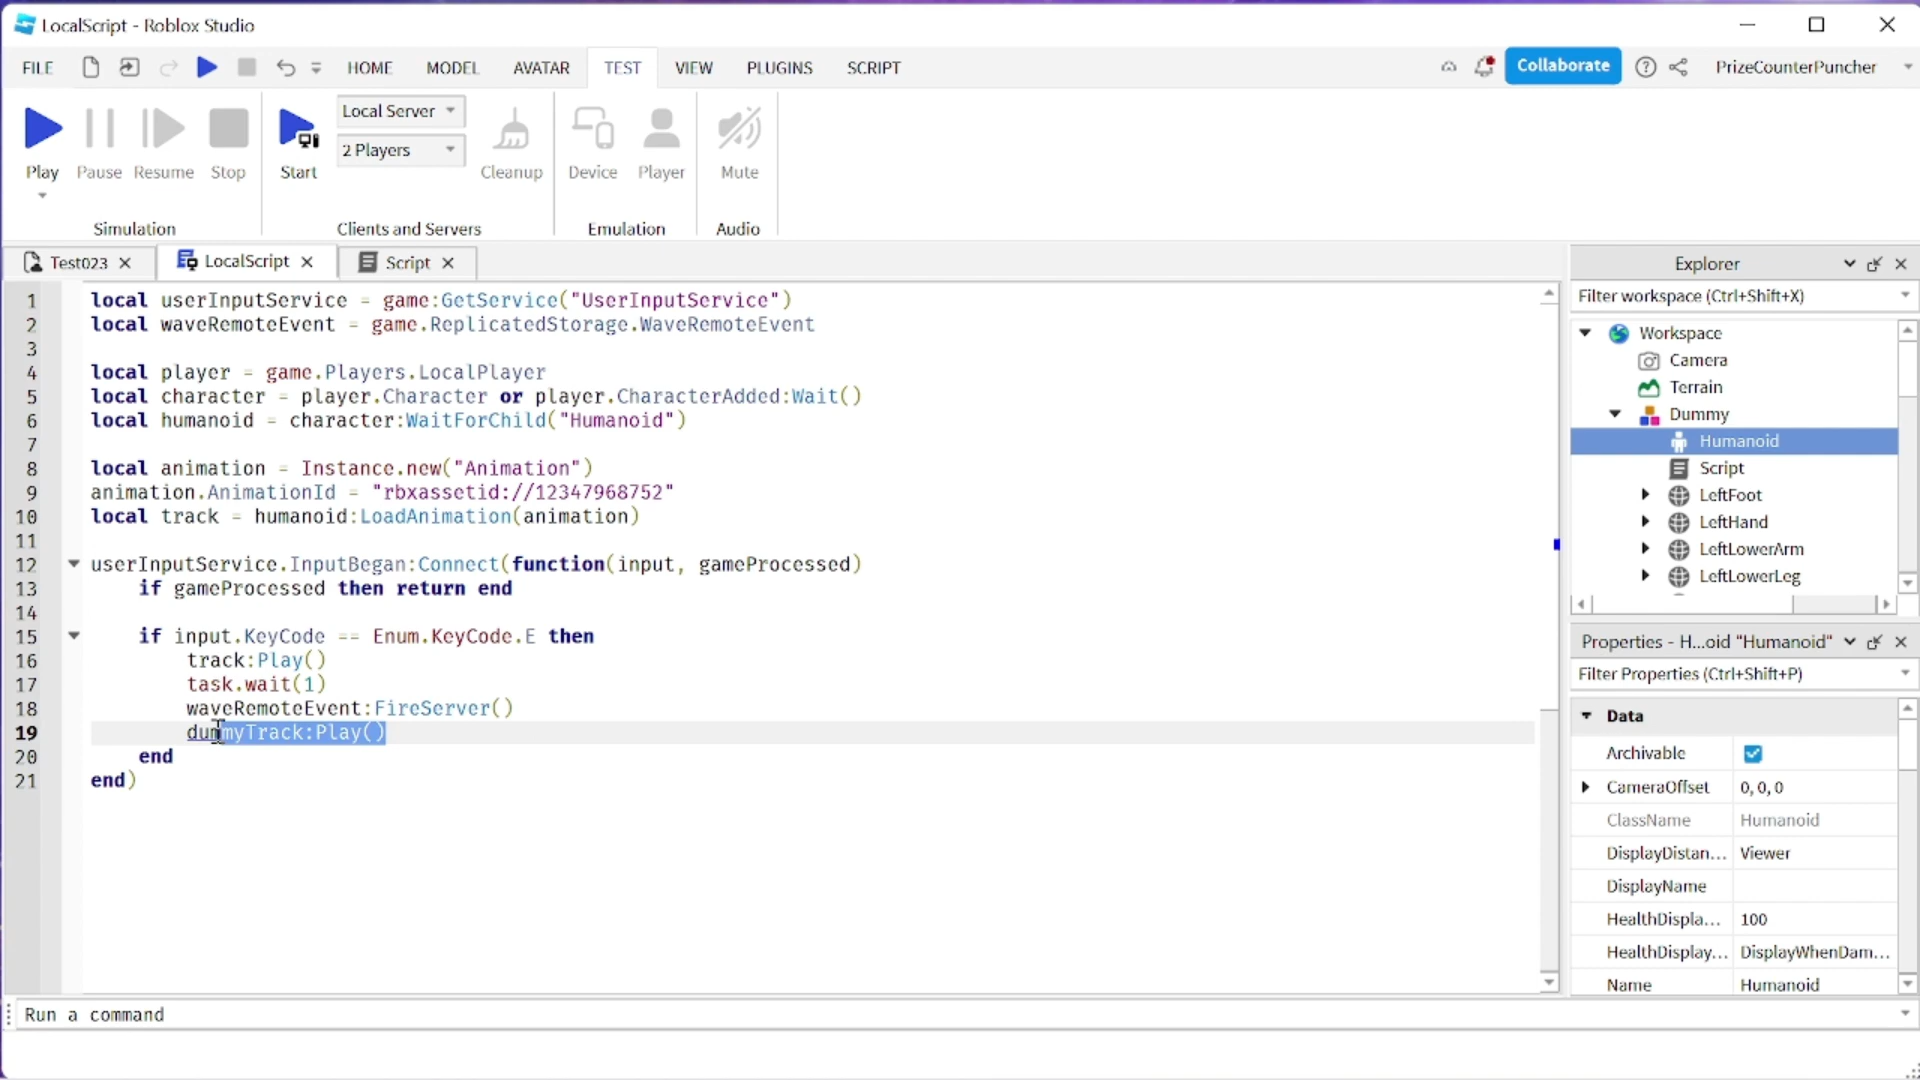 LocalScript - Roblox Studio
FILE HOME MODEL AVATAR TEST VIEW PLUGINS SCRIPT Collaborate PrizeCounterPuncher
Play Pause Resume Stop Start Local Server 2 Players Cleanup Device Player Mute
Simulation Clients and Servers Emulation Audio
Test023 LocalScript Script
1 local userInputService = game:GetService("UserInputService")
2 local waveRemoteEvent = game.ReplicatedStorage.WaveRemoteEvent
3
4 local player = game.Players.LocalPlayer
5 local character = player.Character or player.CharacterAdded:Wait()
6 local humanoid = character:WaitForChild("Humanoid")
7
8 local animation = Instance.new("Animation")
9 animation.AnimationId = "rbxassetid://12347968752"
10 local track = humanoid:LoadAnimation(animation)
11
12 userInputService.InputBegan:Connect(function(input, gameProcessed)
13 if gameProcessed then return end
14
15 if input.KeyCode == Enum.KeyCode.E then
16 track:Play()
17 task.wait(1)
18 waveRemoteEvent:FireServer()
19 dummyTrack:Play()
20 end
21 end)
Explorer
Filter workspace (Ctrl+Shift+X)
Workspace
Camera
Terrain
Dummy
Humanoid
Script
LeftFoot
LeftHand
LeftLowerArm
LeftLowerLeg
Properties - H...oid "Humanoid"
Filter Properties (Ctrl+Shift+P)
Data
Archivable
CameraOffset 0, 0, 0
ClassName Humanoid
DisplayDistan... Viewer
DisplayName
HealthDispla... 100
HealthDisplay... DisplayWhenDam...
Name Humanoid
Run a command